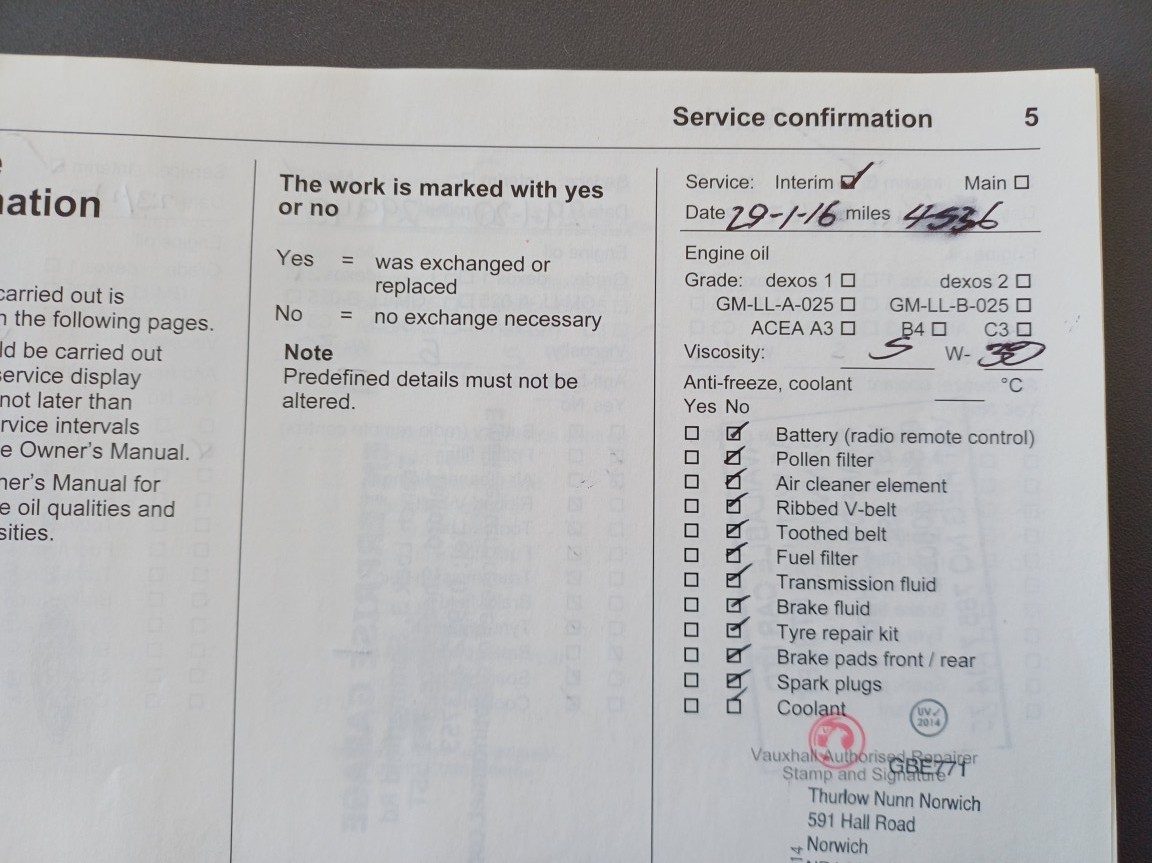 Service confirmation 5
ation
carried out is
the following pages.
ld be carried out
service display
not later than
rvice intervals
e Owner's Manual.
ner's Manual for
e oil qualities and
sities.
The work is marked with yes
or no
Yes = was exchanged or
replaced
No = no exchange necessary
Note
Predefined details must not be
altered.
Service: Interim ☑ Main ☐
Date 29-1-16 miles 4536
Engine oil
Grade: dexos 1 ☐ dexos 2 ☐
GM-LL-A-025 ☐ GM-LL-B-025 ☐
ACEA A3 ☐ B4 ☐ C3 ☐
Viscosity: 5 W- 30
Anti-freeze, coolant °C
Yes No
☐ ☑ Battery (radio remote control)
☐ ☑ Pollen filter
☐ ☑ Air cleaner element
☐ ☑ Ribbed V-belt
☐ ☑ Toothed belt
☐ ☑ Fuel filter
☐ ☑ Transmission fluid
☐ ☑ Brake fluid
☐ ☑ Tyre repair kit
☐ ☑ Brake pads front / rear
☐ ☑ Spark plugs
☐ ☑ Coolant
UV✓
2014
Vauxhall Authorised Repairer
GBE771
Stamp and Signature
Thurlow Nunn Norwich
591 Hall Road
Norwich
14